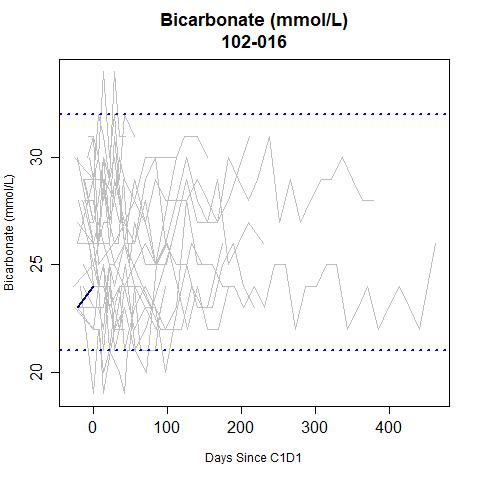 Bicarbonate (mmol/L)
102-016
Bicarbonate (mmol/L)
30
25
20
0 100 200 300 400
Days Since C1D1